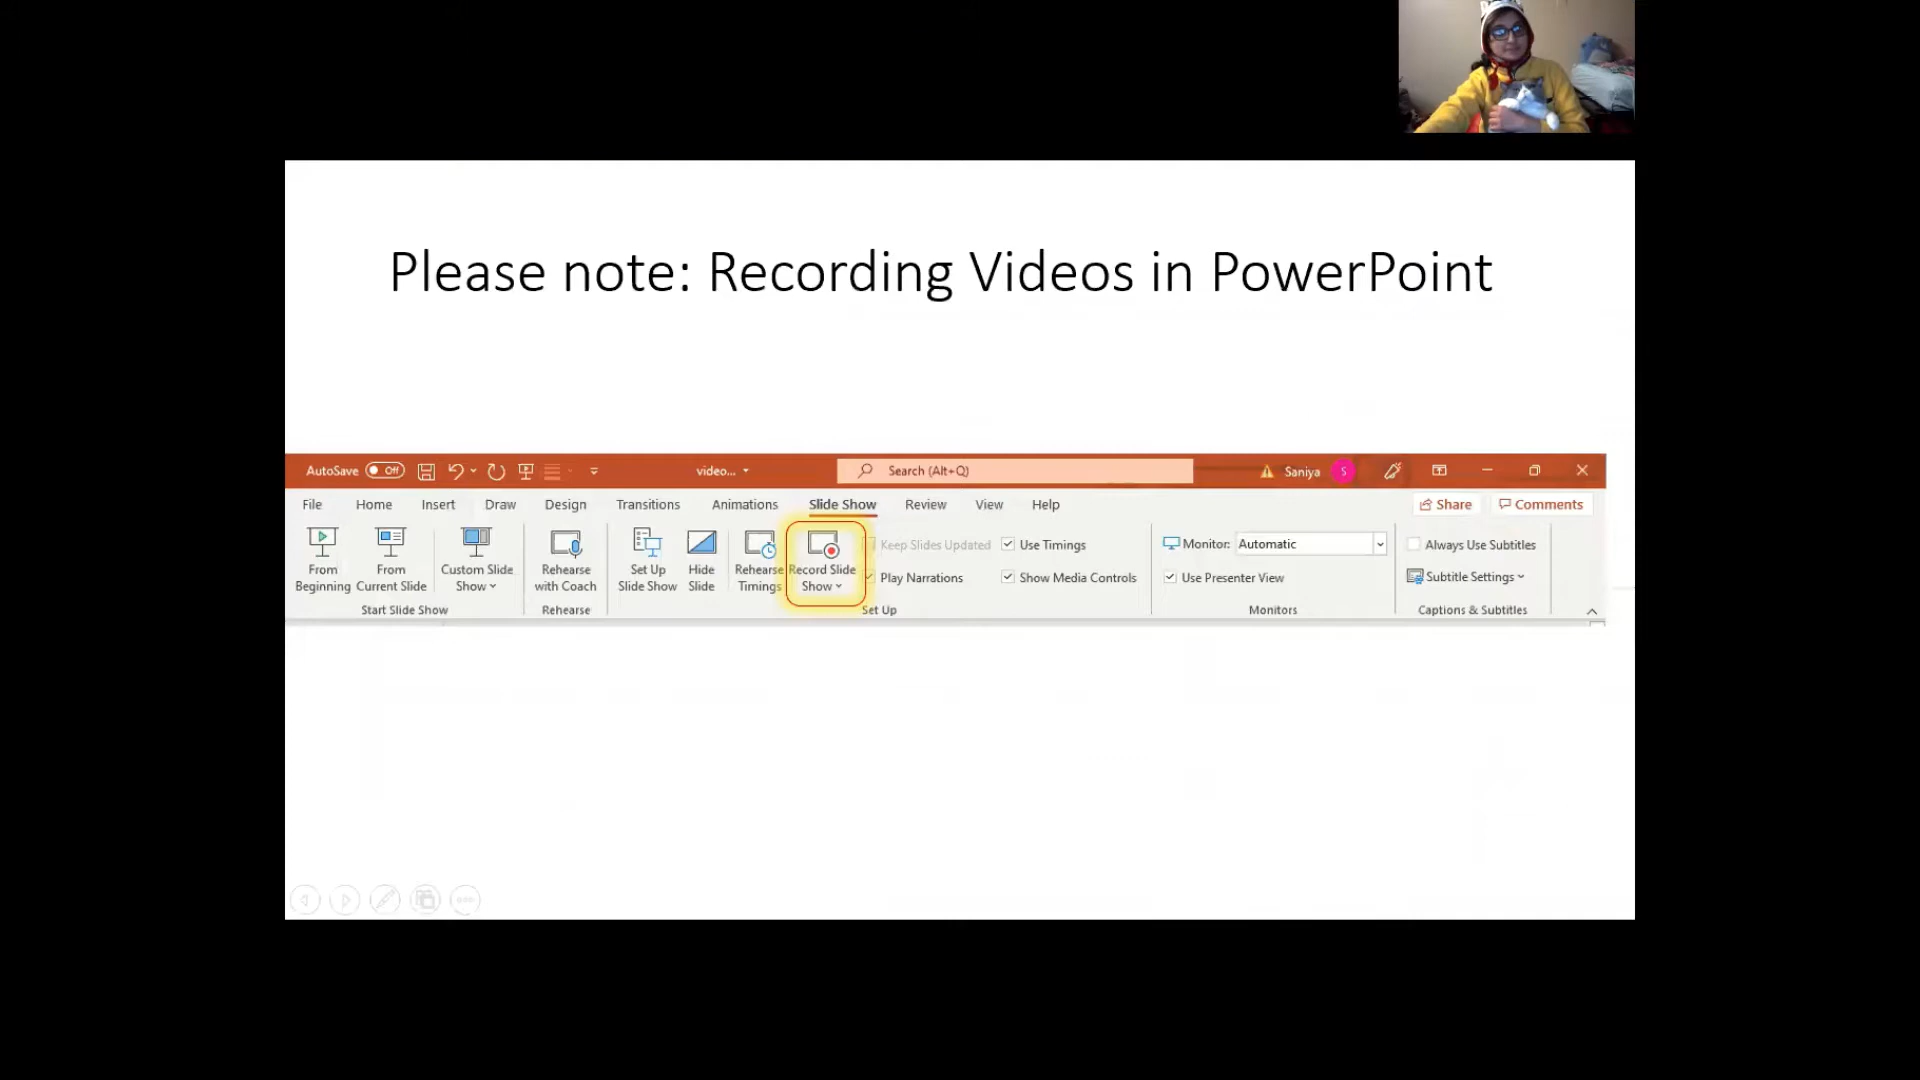 Please note: Recording Videos in PowerPoint
AutoSave Off video... Search (Alt+Q) Saniya S
File Home Insert Draw Design Transitions Animations Slide Show Review View Help Share Comments
From Beginning
From Current Slide
Custom Slide Show
Start Slide Show
Rehearse with Coach
Rehearse
Set Up Slide Show
Hide Slide
Rehearse Timings
Record Slide Show
Keep Slides Updated
Play Narrations
Use Timings
Show Media Controls
Set Up
Monitor: Automatic
Use Presenter View
Monitors
Always Use Subtitles
Subtitle Settings
Captions & Subtitles